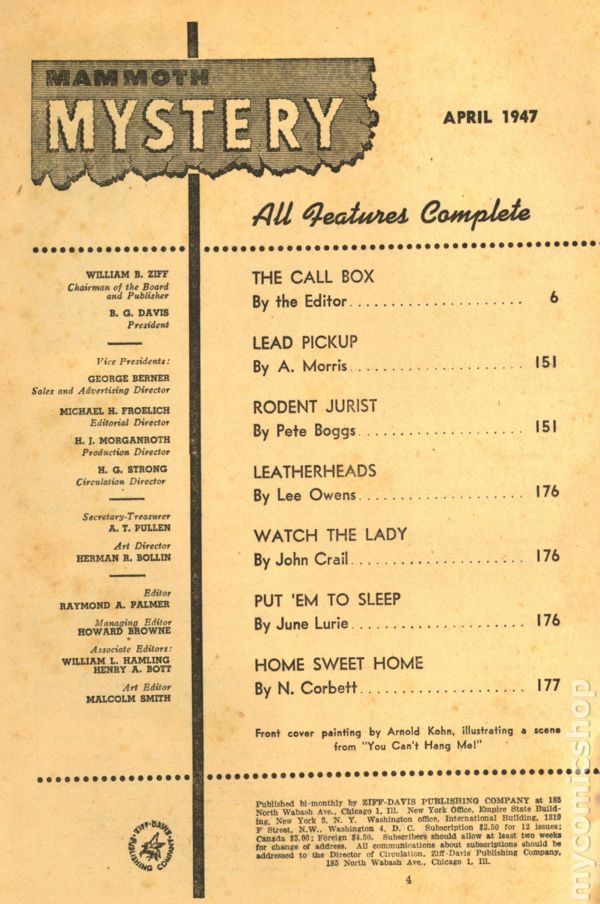 MAMMOTH
MYSTERY
APRIL 1947
All Features Complete
WILLIAM B. ZIFF
Chairman of the Board
and Publisher
B. G. DAVIS
President
Vice Presidents:
GEORGE BERNER
Sales and Advertising Director
MICHAEL H. FROELICH
Editorial Director
H. J. MORGANROTH
Production Director
H. G. STRONG
Circulation Director
Secretary-Treasurer
A. T. PULLEN
Art Director
HERMAN R. BOLLIN
Editor
RAYMOND A. PALMER
Managing Editor
HOWARD BROWNE
Associate Editors:
WILLIAM L. HAMLING
HENRY A. BOTT
Art Editor
MALCOLM SMITH
THE CALL BOX
By the Editor...................... 6
LEAD PICKUP
By A. Morris...................... 151
RODENT JURIST
By Pete Boggs.................... 151
LEATHERHEADS
By Lee Owens.................... 176
WATCH THE LADY
By John Crail..................... 176
PUT 'EM TO SLEEP
By June Lurie..................... 176
HOME SWEET HOME
By N. Corbett.................... 177
Front cover painting by Arnold Kohn, illustrating a scene
from "You Can't Hang Me!"
ZIFF-DAVIS PUBLISHING COMPANY
Published bi-monthly by ZIFF-DAVIS PUBLISHING COMPANY at 185
North Wabash Ave., Chicago 1, Ill. New York Office, Empire State Build-
ing, New York 3, N. Y. Washington office, International Building, 1319
F Street, N.W., Washington 4, D. C. Subscription $2.50 for 12 issues;
Canada $3.00; Foreign $4.50. Subscribers should allow at least two weeks
for change of address. All communications about subscriptions should be
addressed to the Director of Circulation, Ziff-Davis Publishing Company,
185 North Wabash Ave., Chicago 1, Ill.
4
mycomicshop